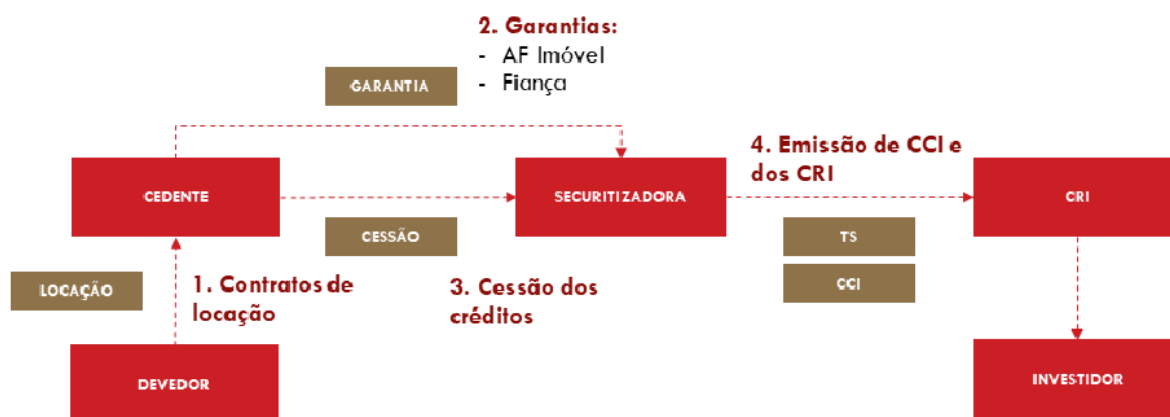 2. Garantias:
- AF Imóvel
- Fiança
GARANTIA
4. Emissão de CCI e
dos CRI
CEDENTE
SECURITIZADORA
CRI
CESSÃO
TS
LOCAÇÃO
1. Contratos de
locação
3. Cessão dos
créditos
CCI
DEVEDOR
INVESTIDOR